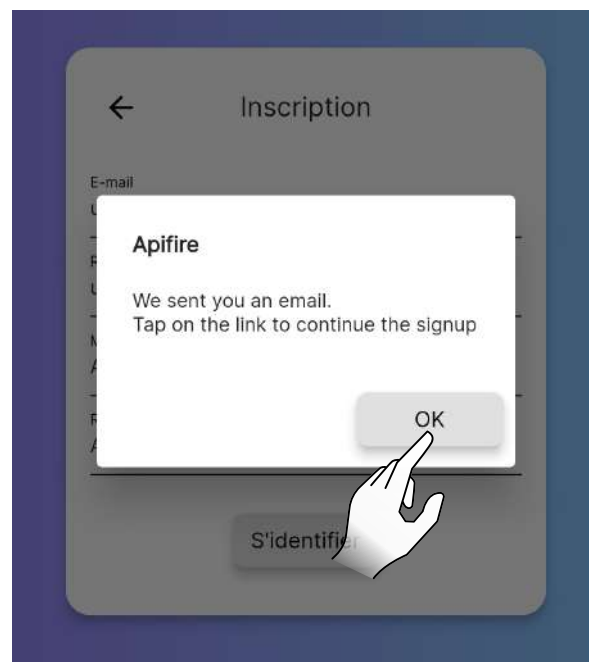 Inscription
E-mail
Apifire
We sent you an email.
Tap on the link to continue the signup
OK
S'identifier